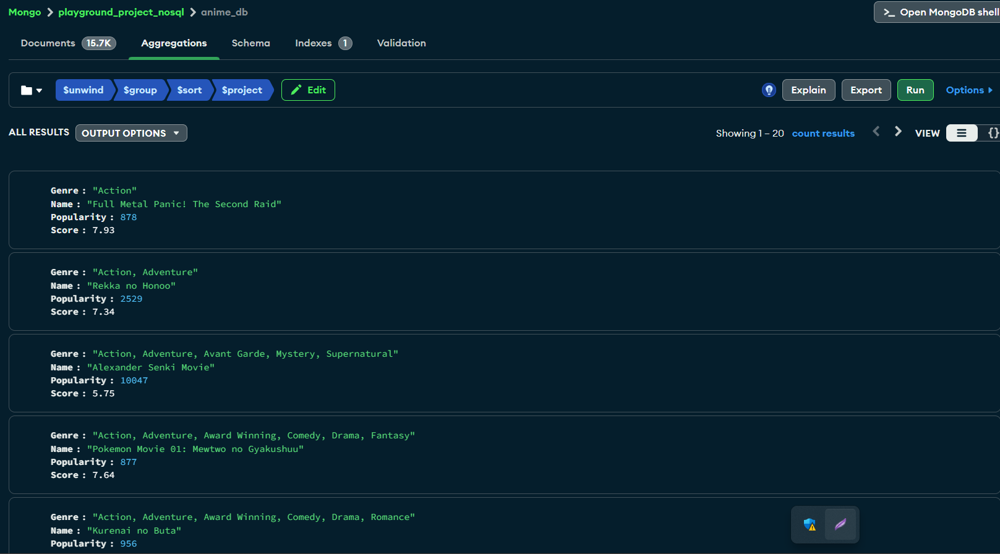 Mongo > playground_project_nosql > anime_db
>_ Open MongoDB shell
Documents 15.7K Aggregations Schema Indexes 1 Validation
$unwind $group $sort $project Edit Explain Export Run Options
ALL RESULTS OUTPUT OPTIONS Showing 1 – 20 count results VIEW {}
Genre : "Action"
Name : "Full Metal Panic! The Second Raid"
Popularity : 878
Score : 7.93
Genre : "Action, Adventure"
Name : "Rekka no Honoo"
Popularity : 2529
Score : 7.34
Genre : "Action, Adventure, Avant Garde, Mystery, Supernatural"
Name : "Alexander Senki Movie"
Popularity : 10047
Score : 5.75
Genre : "Action, Adventure, Award Winning, Comedy, Drama, Fantasy"
Name : "Pokemon Movie 01: Mewtwo no Gyakushuu"
Popularity : 877
Score : 7.64
Genre : "Action, Adventure, Award Winning, Comedy, Drama, Romance"
Name : "Kurenai no Buta"
Popularity : 956